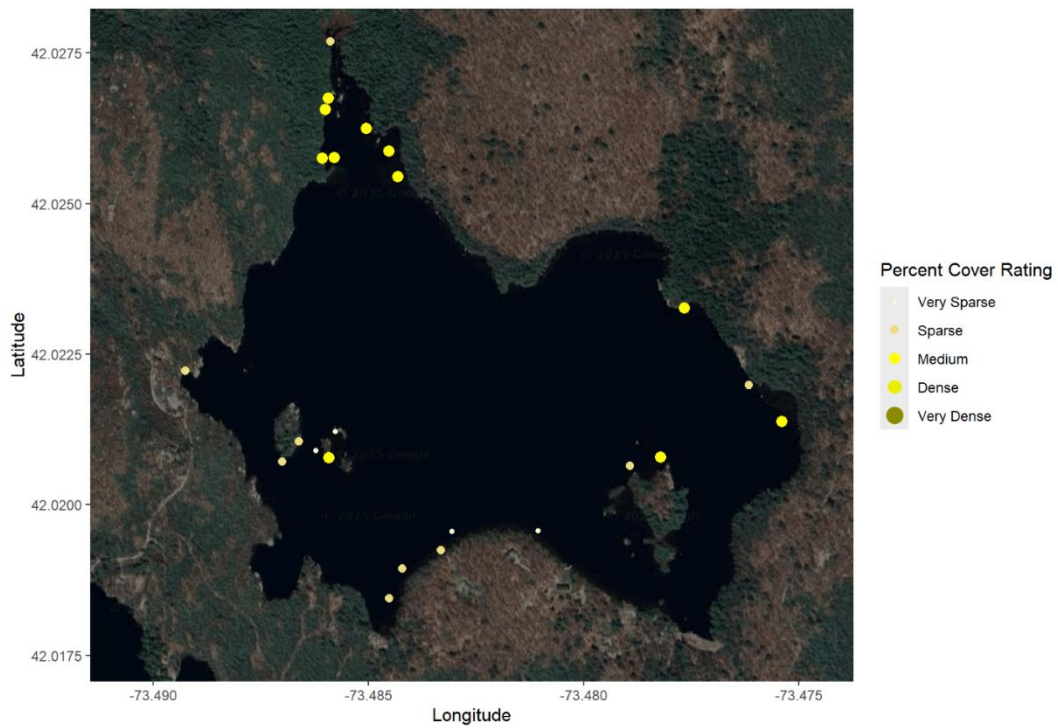 42.0275
42.0250
42.0225
42.0200
42.0175
Latitude
-73.490
-73.485
-73.480
-73.475
Longitude
© 2025 Google
© 2025 Google
© 2025 Google
© 2025 Google
© 2025 Google
Percent Cover Rating
Very Sparse
Sparse
Medium
Dense
Very Dense